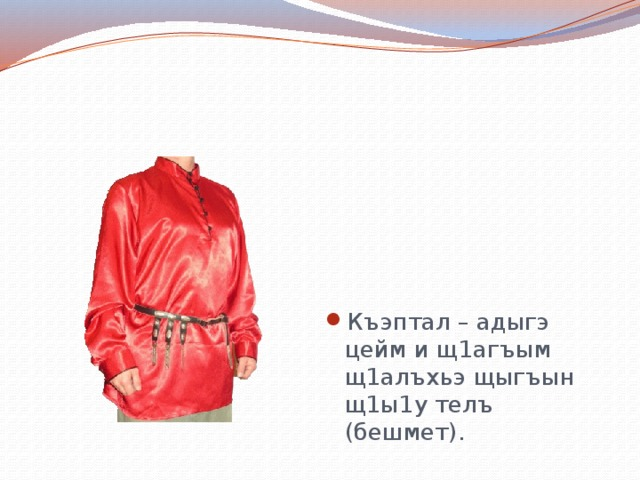 Къэптал – адыгэ
цейм и щ1агъым
щ1алъхьэ щыгъын
щ1ы1у телъ
(бешмет).